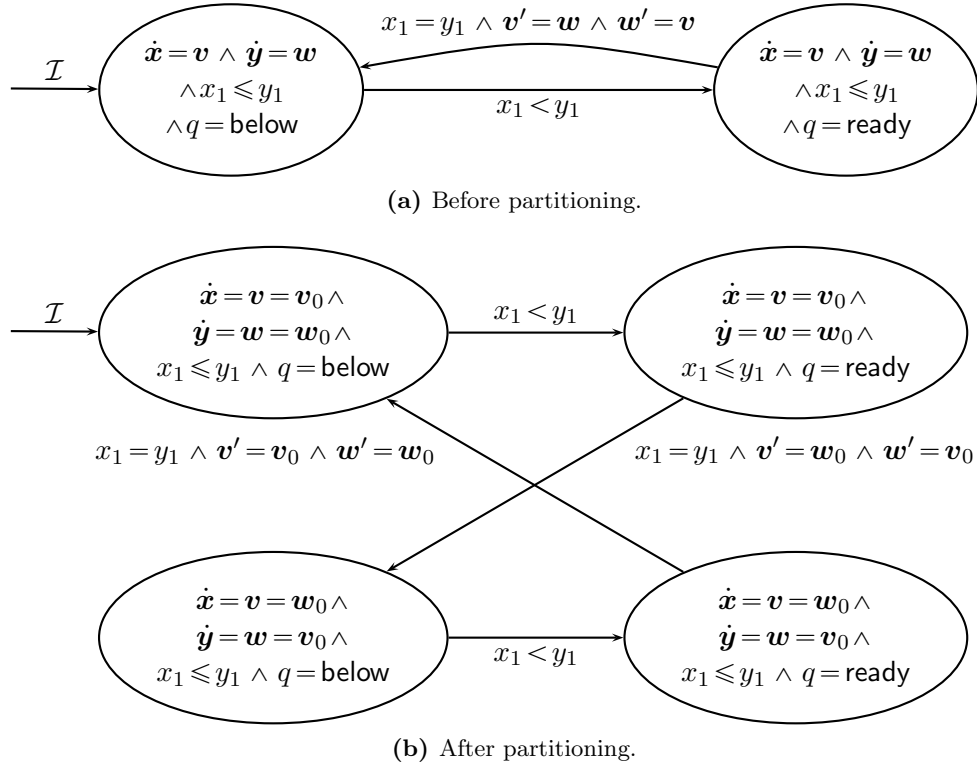 x₁ = y₁ ∧ v′ = w ∧ w′ = v
ẋ = v ∧ ẏ = w
∧ x₁ ⩽ y₁
∧ q = below
ẋ = v ∧ ẏ = w
∧ x₁ ⩽ y₁
∧ q = ready
ℐ
x₁ < y₁
(a) Before partitioning.
ẋ = v = v₀ ∧
ẏ = w = w₀ ∧
x₁ ⩽ y₁ ∧ q = below
ẋ = v = v₀ ∧
ẏ = w = w₀ ∧
x₁ ⩽ y₁ ∧ q = ready
ℐ
x₁ < y₁
x₁ = y₁ ∧ v′ = v₀ ∧ w′ = w₀
x₁ = y₁ ∧ v′ = w₀ ∧ w′ = v₀
ẋ = v = w₀ ∧
ẏ = w = v₀ ∧
x₁ ⩽ y₁ ∧ q = below
ẋ = v = w₀ ∧
ẏ = w = v₀ ∧
x₁ ⩽ y₁ ∧ q = ready
x₁ < y₁
(b) After partitioning.